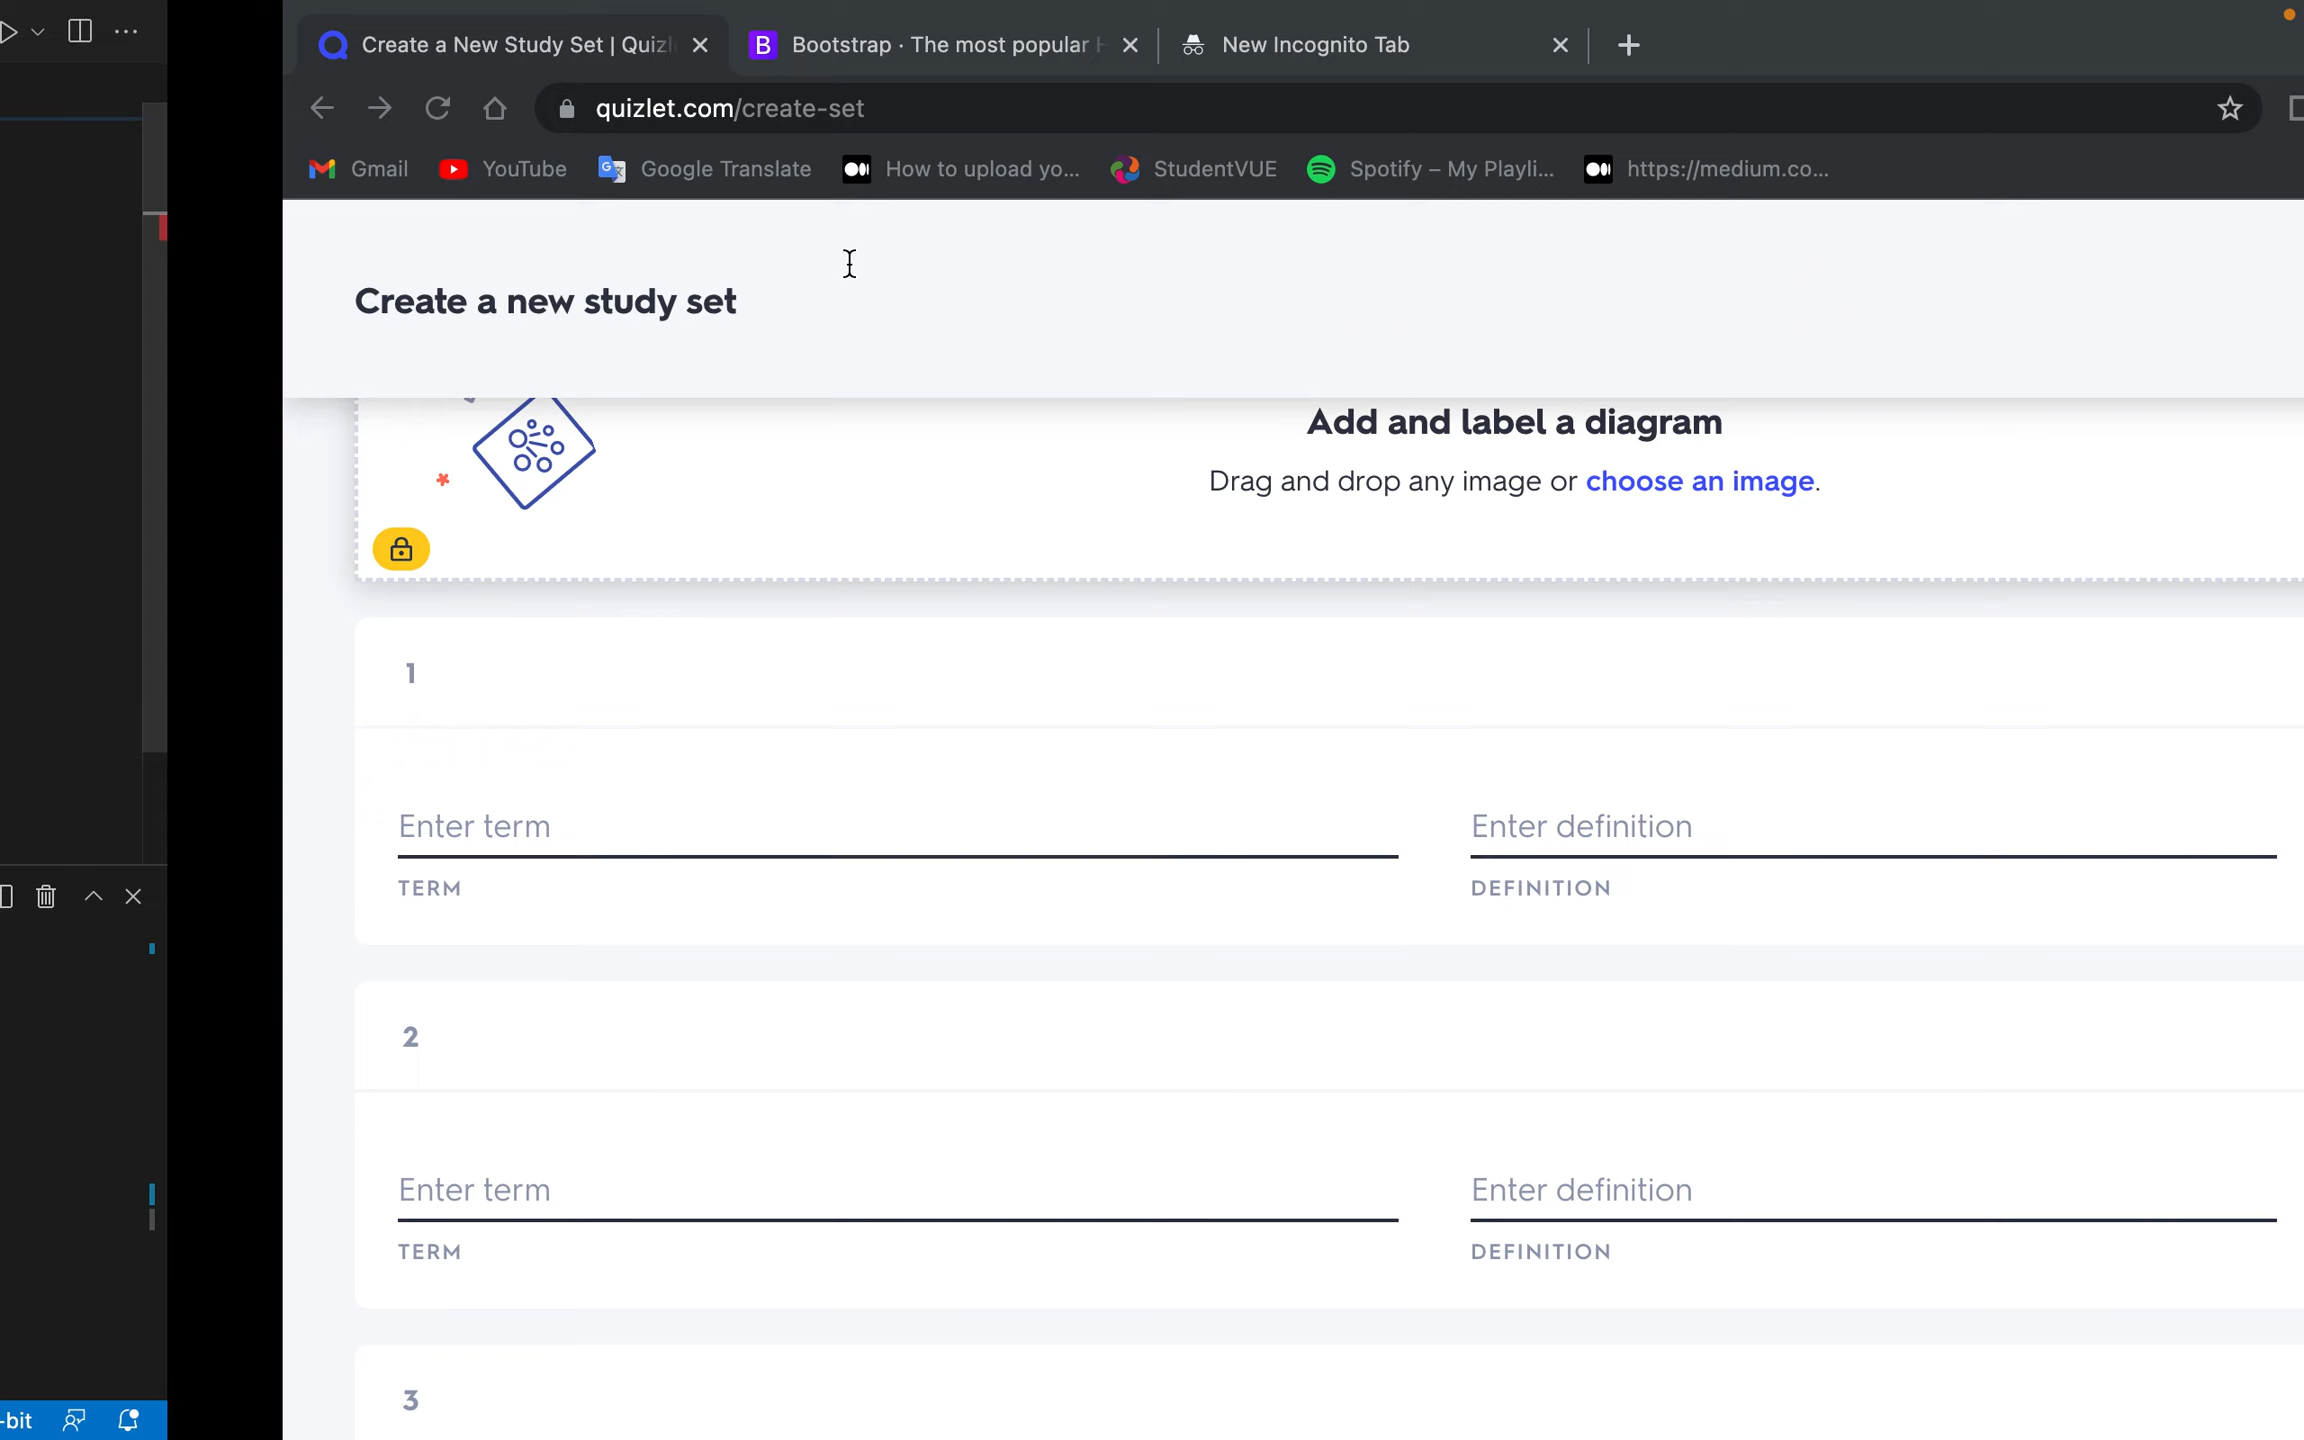 Create a New Study Set | Quizl
B Bootstrap · The most popular H
New Incognito Tab
quizlet.com/create-set
Gmail
YouTube
Google Translate
How to upload yo...
StudentVUE
Spotify – My Playli...
https://medium.co...
Create a new study set
Add and label a diagram
Drag and drop any image or choose an image.
1
Enter term
Enter definition
TERM
DEFINITION
2
Enter term
Enter definition
TERM
DEFINITION
3
-bit